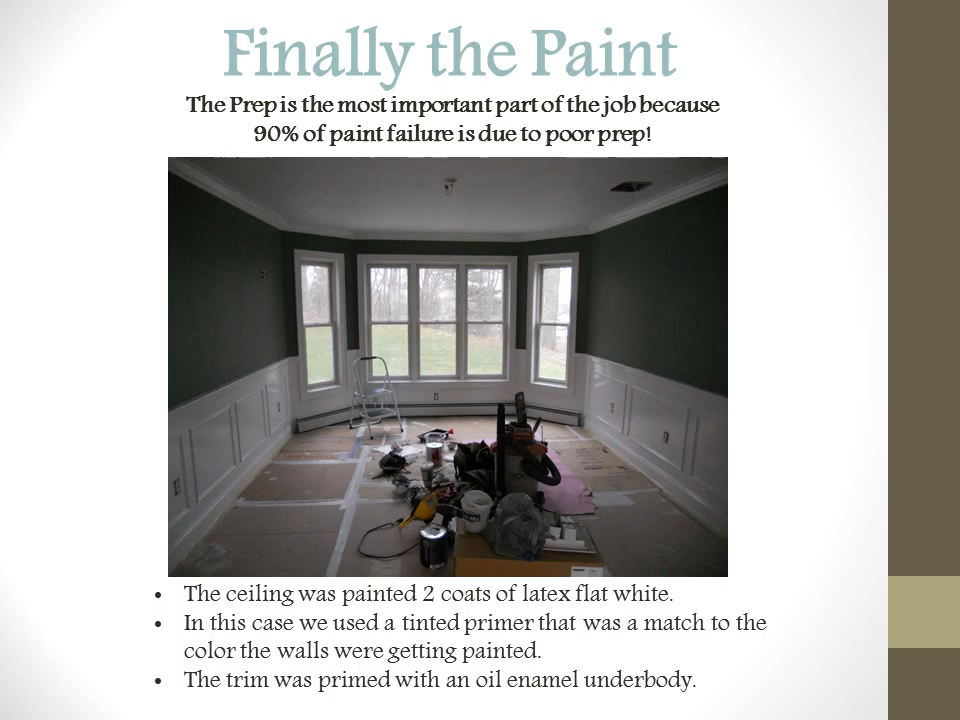 Finally the Paint
The Prep is the most important part of the job because
90% of paint failure is due to poor prep!
• The ceiling was painted 2 coats of latex flat white.
• In this case we used a tinted primer that was a match to the
color the walls were getting painted.
• The trim was primed with an oil enamel underbody.